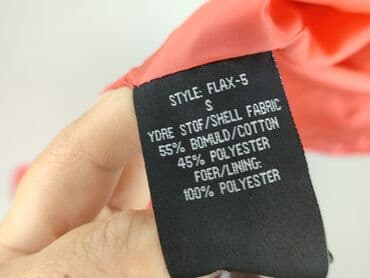 STYLE: FLAX-5
S
YDRE STOF/SHELL FABRIC
55% BOMULD/COTTON
45% POLYESTER
FOER/LINING:
100% POLYESTER